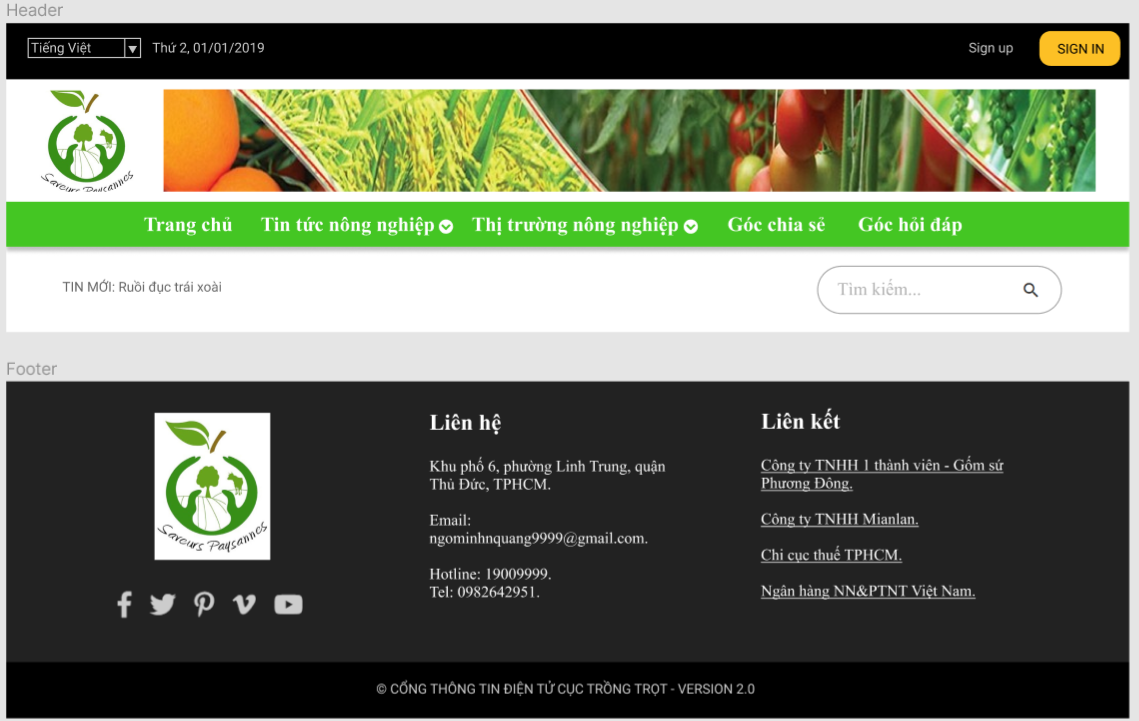 Header
Tiếng Việt
Thứ 2, 01/01/2019
Sign up
SIGN IN
Saveurs Paysannes
Trang chủ
Tin tức nông nghiệp
Thị trường nông nghiệp
Góc chia sẻ
Góc hỏi đáp
TIN MỚI: Ruồi đục trái xoài
Tìm kiếm...
Footer
Saveurs Paysannes
Liên hệ
Khu phố 6, phường Linh Trung, quận
Thủ Đức, TPHCM.
Email:
ngominhnquang9999@gmail.com.
Hotline: 19009999.
Tel: 0982642951.
Liên kết
Công ty TNHH 1 thành viên - Gốm sứ
Phương Đông.
Công ty TNHH Mianlan.
Chi cục thuế TPHCM.
Ngân hàng NN&PTNT Việt Nam.
© CỔNG THÔNG TIN ĐIỆN TỬ CỤC TRỒNG TRỌT - VERSION 2.0